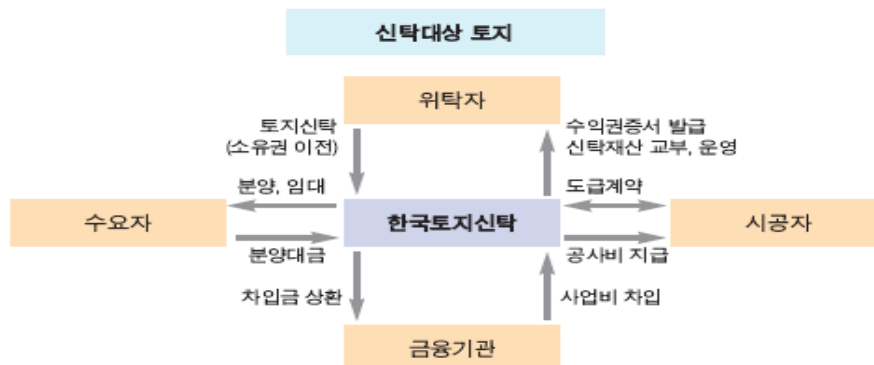 신탁대상 토지
위탁자
토지신탁
(소유권 이전)
수익권증서 발급
신탁재산 교부, 운영
분양, 임대
도급계약
수요자
한국토지신탁
시공자
분양대금
공사비 지급
차입금 상환
사업비 차입
금융기관